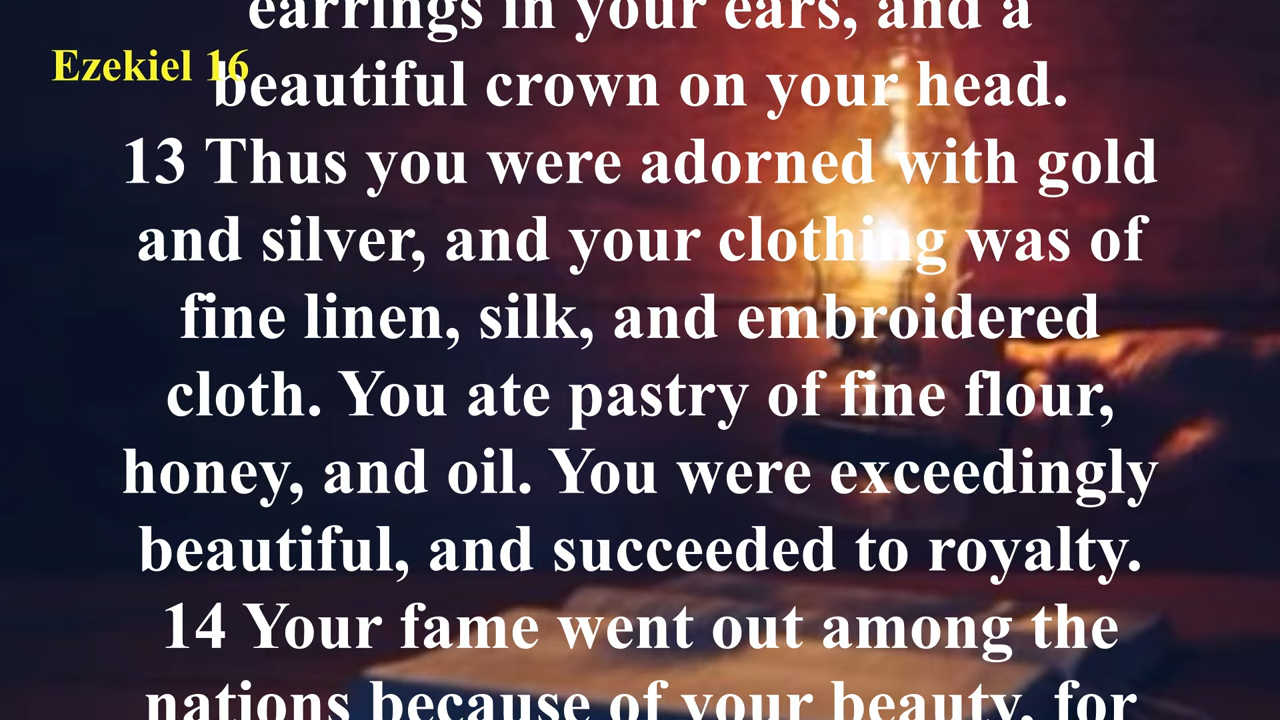 earrings in your ears, and a
Ezekiel 16
beautiful crown on your head.
13 Thus you were adorned with gold
and silver, and your clothing was of
fine linen, silk, and embroidered
cloth. You ate pastry of fine flour,
honey, and oil. You were exceedingly
beautiful, and succeeded to royalty.
14 Your fame went out among the
nations because of your beauty, for